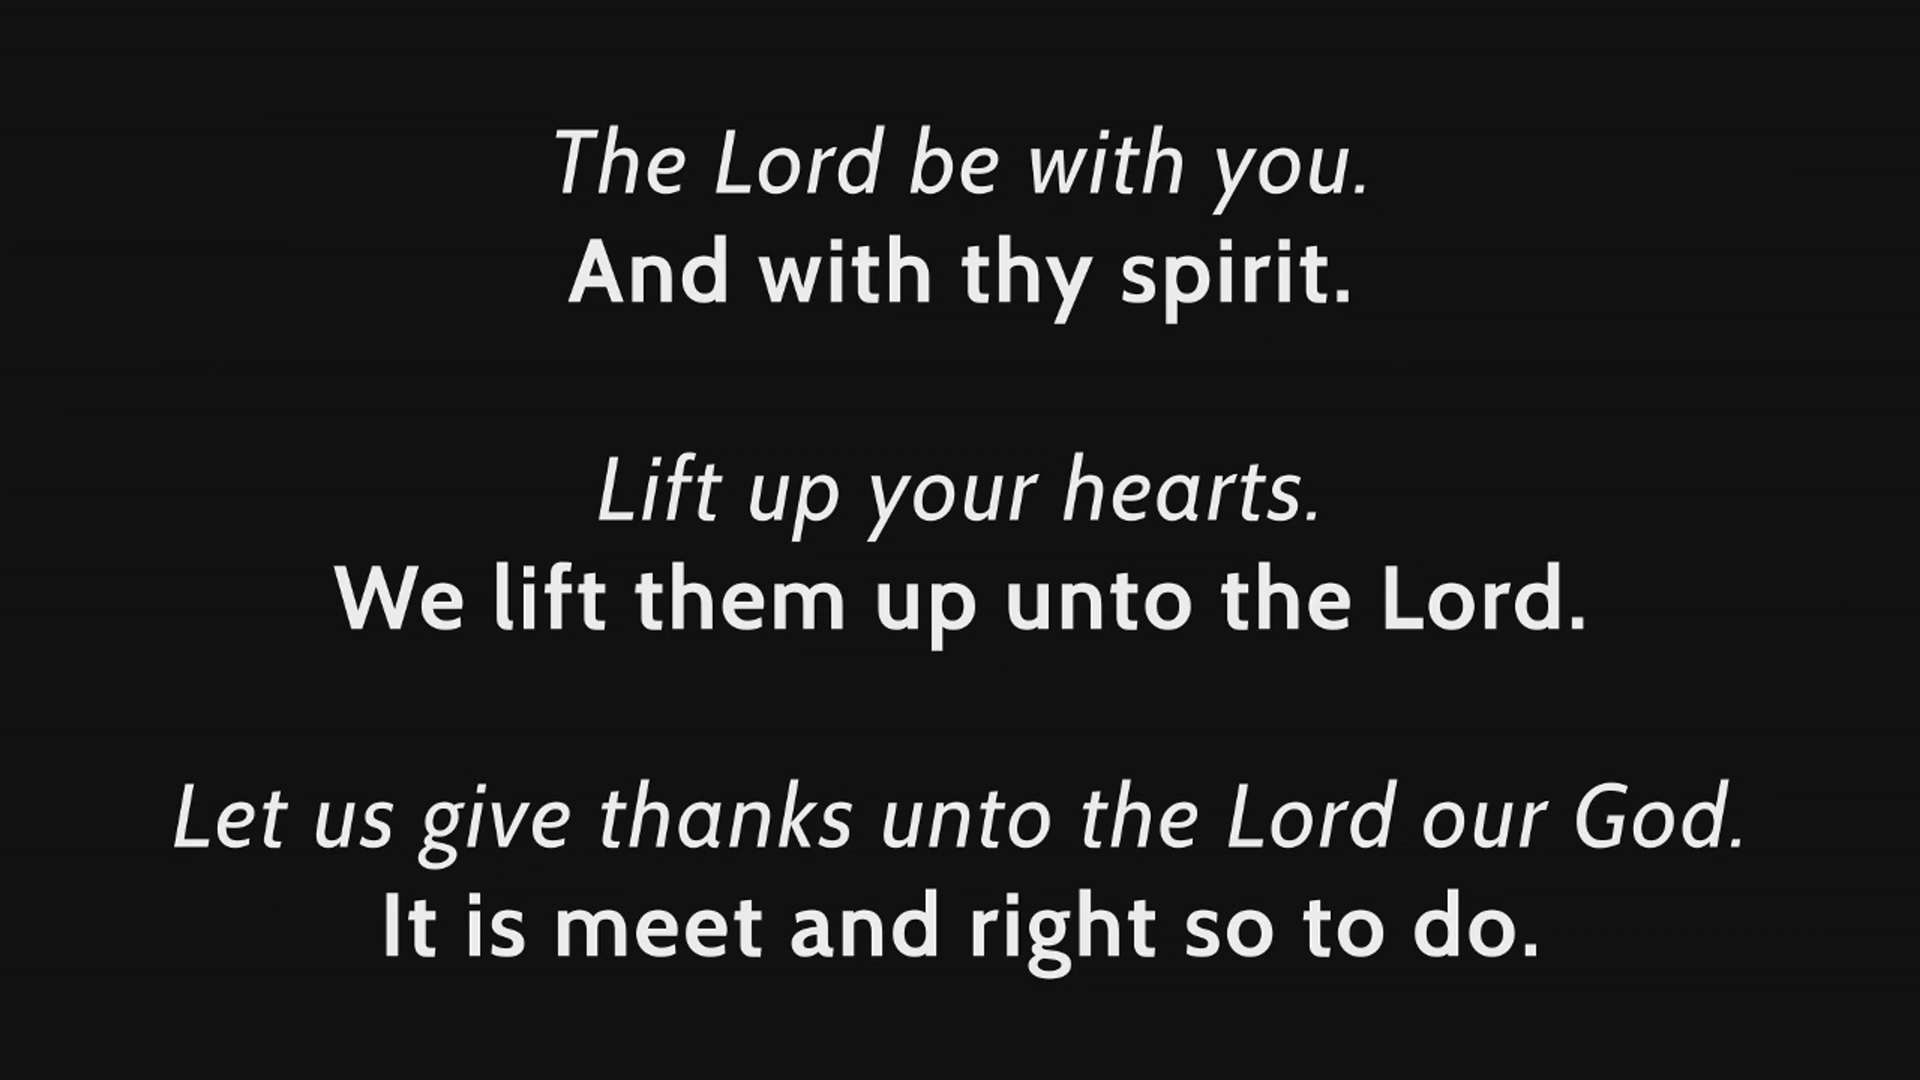 The Lord be with you.
And with thy spirit.
Lift up your hearts.
We lift them up unto the Lord.
Let us give thanks unto the Lord our God.
It is meet and right so to do.